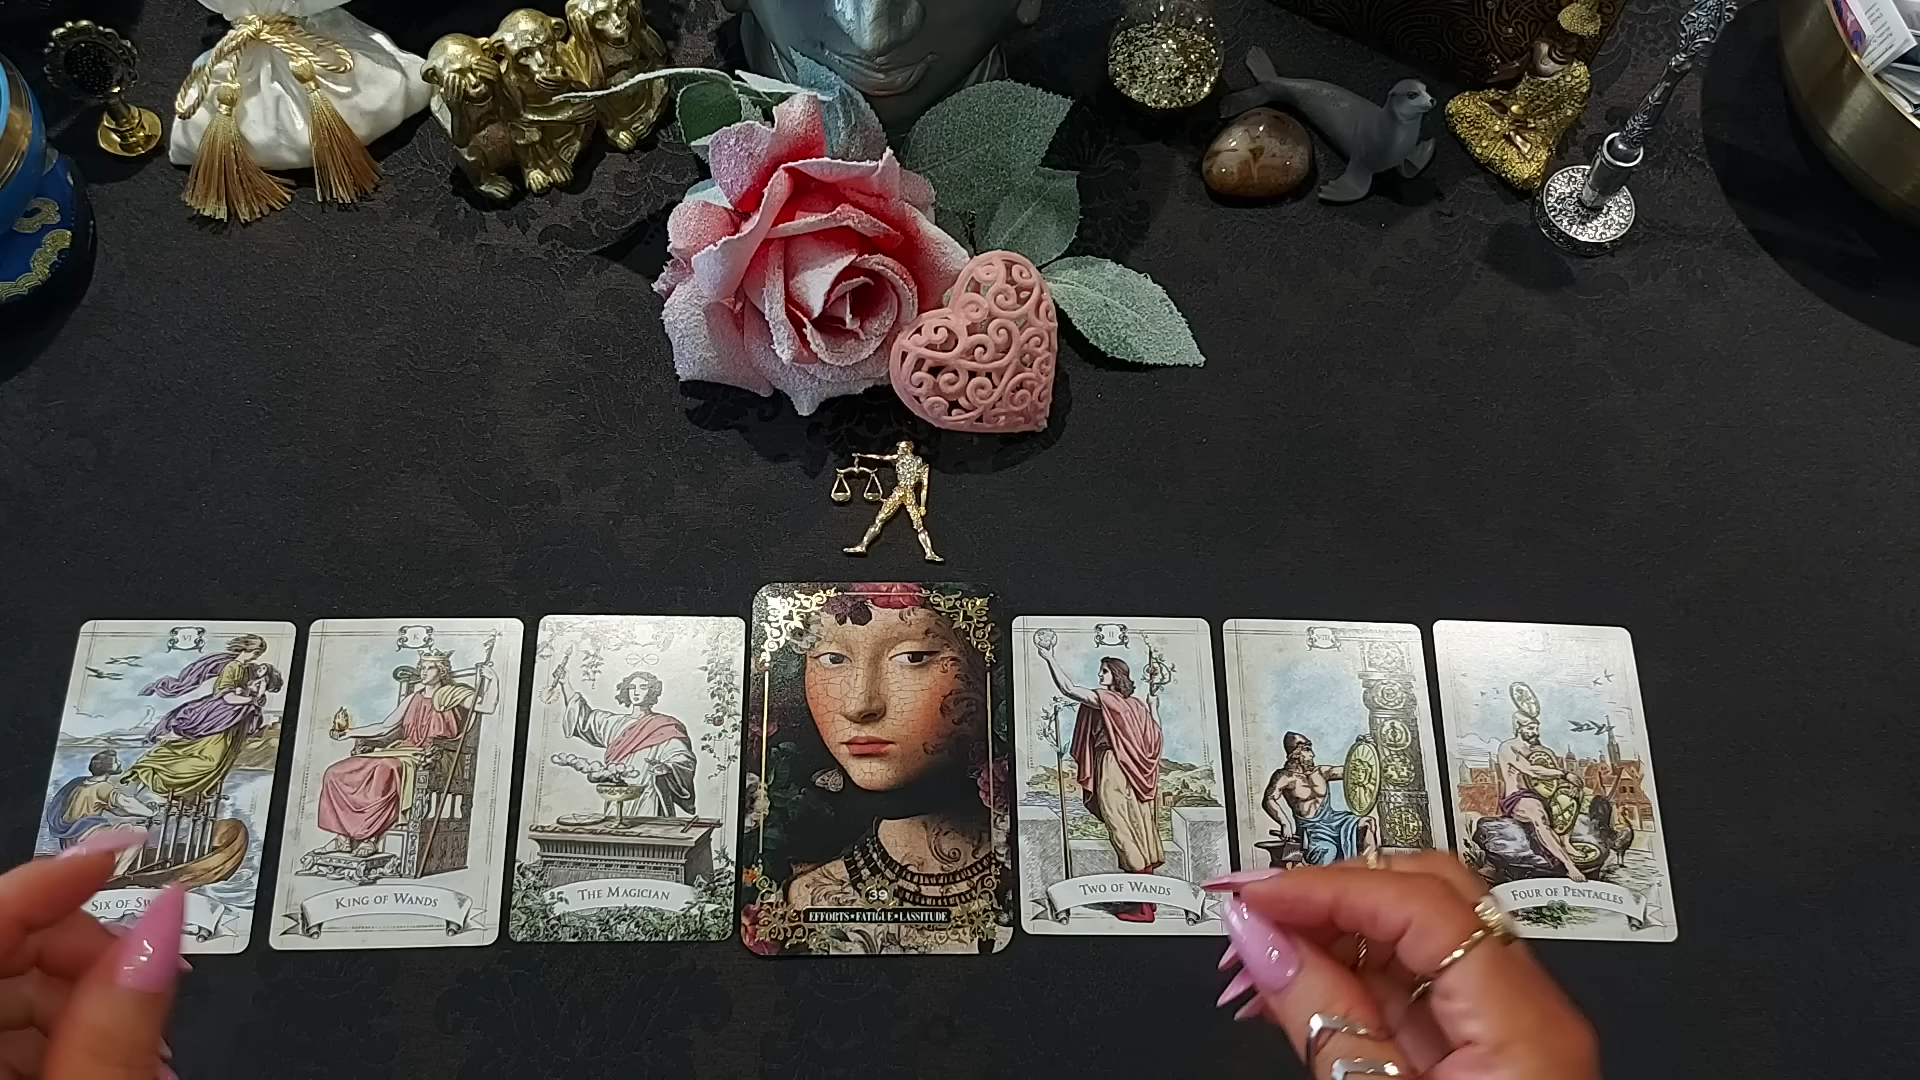 VI
SIX OF SW
K
KING OF WANDS
THE MAGICIAN
39
EFFORTS•FATIGUE•LASSITUDE
II
TWO OF WANDS
VIII
FOUR OF PENTACLES